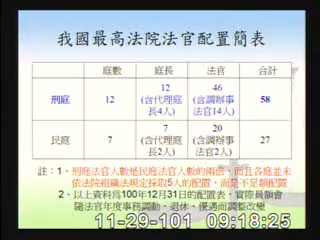 我國最高法院法官配置簡表
庭數 庭長 法官 合計
刑庭 12 12 (含代理庭長4人) 46 (含調辦事法官14人) 58
民庭 7 7 (含代理庭長2人) 20 (含調辦事法官2人) 27
註：1、刑庭法官人數是民庭法官人數的兩倍，而且各庭並未
依法院組織法規定採取5人的配置，而是不足額配置
2、以上資料為100年12月31日的配置表，實際員額會
隨法官年度事務調動、退休、優遇而調整改變
11-29-101 09:18:25